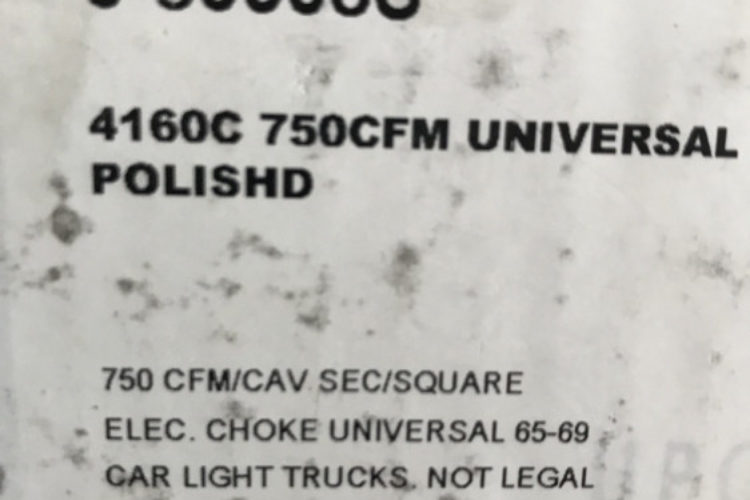 4160C 750CFM UNIVERSAL
POLISHD
750 CFM/CAV SEC/SQUARE
ELEC. CHOKE UNIVERSAL 65-69
CAR LIGHT TRUCKS. NOT LEGAL